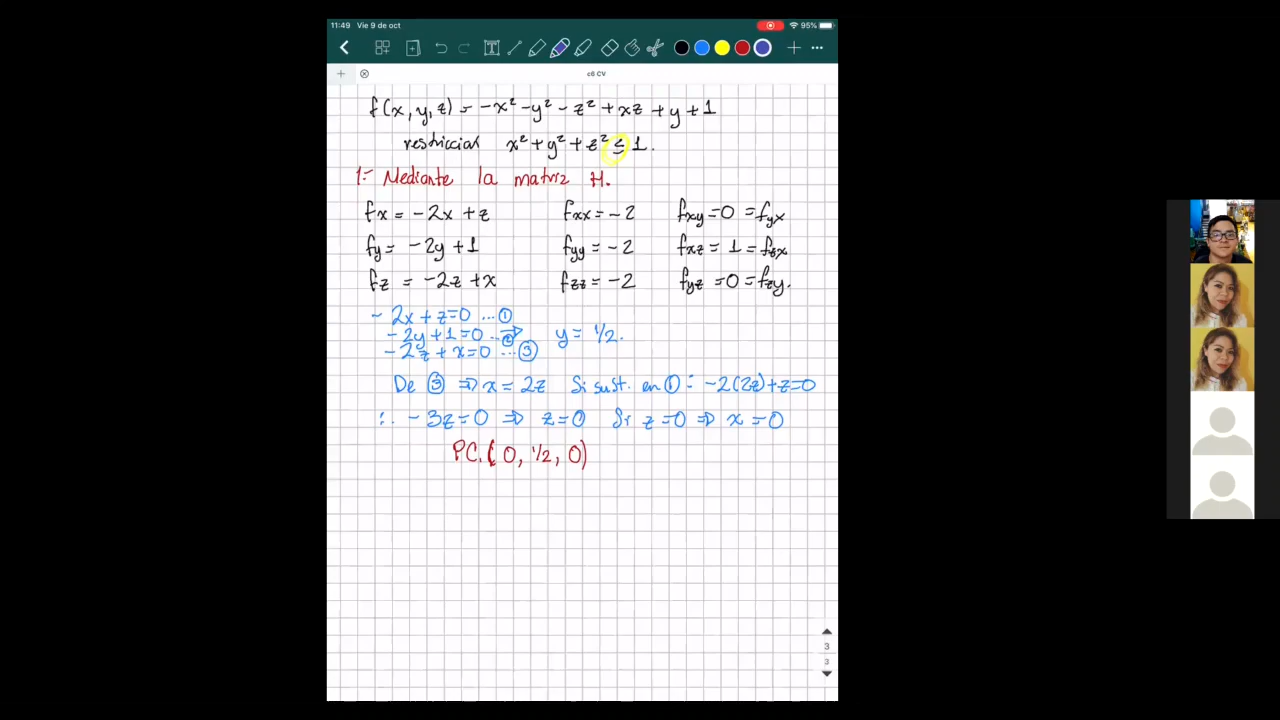 11:49 Vie 9 de oct 95%
c6 CV
f(x, y, z) = -x² - y² - z² + xz + y + 1
restriccial x² + y² + z² ≤ 1.
1.- Mediante la matriz H.
fx = -2x + z fxx = -2 fxy = 0 = fyx
fy = -2y + 1 fyy = -2 fxz = 1 = fzx
fz = -2z + x fzz = -2 fyz = 0 = fzy.
-2x + z = 0 ... ①
-2y + 1 = 0 ... ② ⇒ y = 1/2.
-2z + x = 0 ... ③
De ③ ⇒ x = 2z Si sust. en ① = -2(2z) + z = 0
∴ -3z = 0 ⇒ z = 0 Si z = 0 ⇒ x = 0
PC. (0, 1/2, 0)
3
3